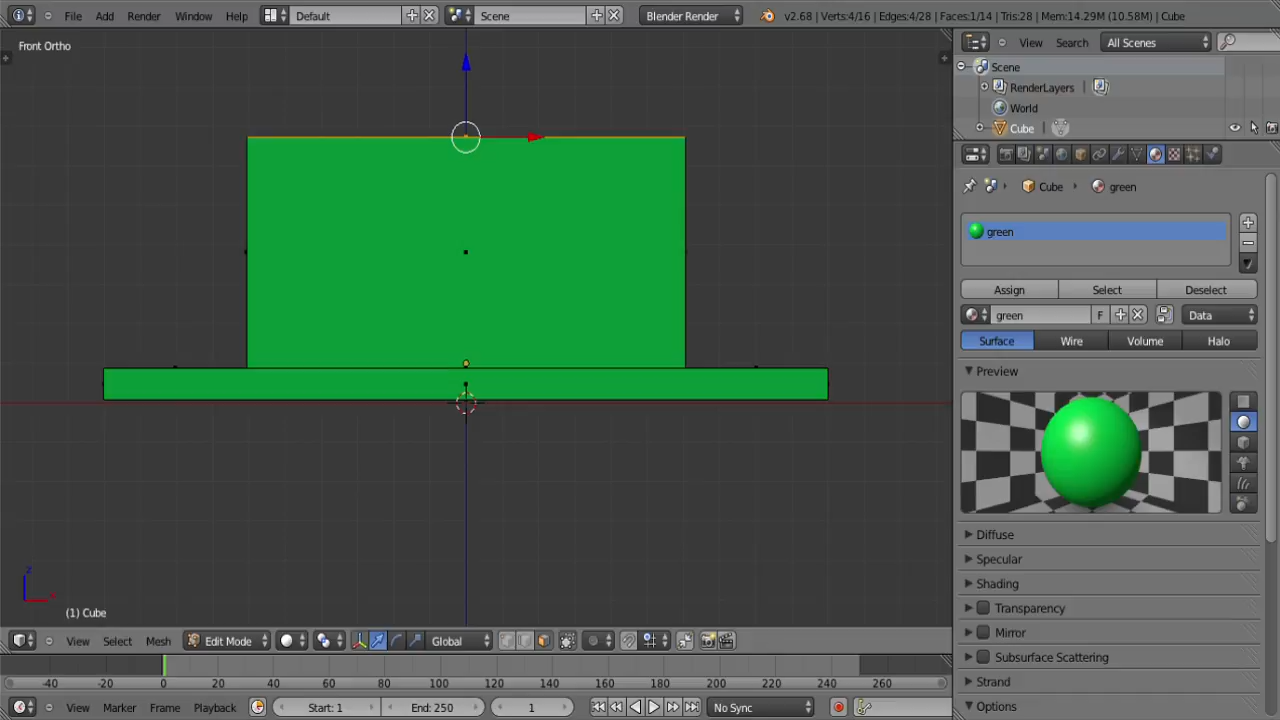 File Add Render Window Help Default Scene Blender Render v2.68 | Verts:4/16 | Edges:4/28 | Faces:1/14 | Tris:28 | Mem:14.29M (10.58M) | Cube
Front Ortho
View Search All Scenes
Scene
RenderLayers
World
Cube
Cube green
green
Assign Select Deselect
green F Data
Surface Wire Volume Halo
Preview
Diffuse
Specular
Shading
Transparency
Mirror
Subsurface Scattering
Strand
Options
z
x
(1) Cube
View Select Mesh Edit Mode Global
-40 -20 0 20 40 60 80 100 120 140 160 180 200 220 240 260
View Marker Frame Playback Start: 1 End: 250 1 No Sync